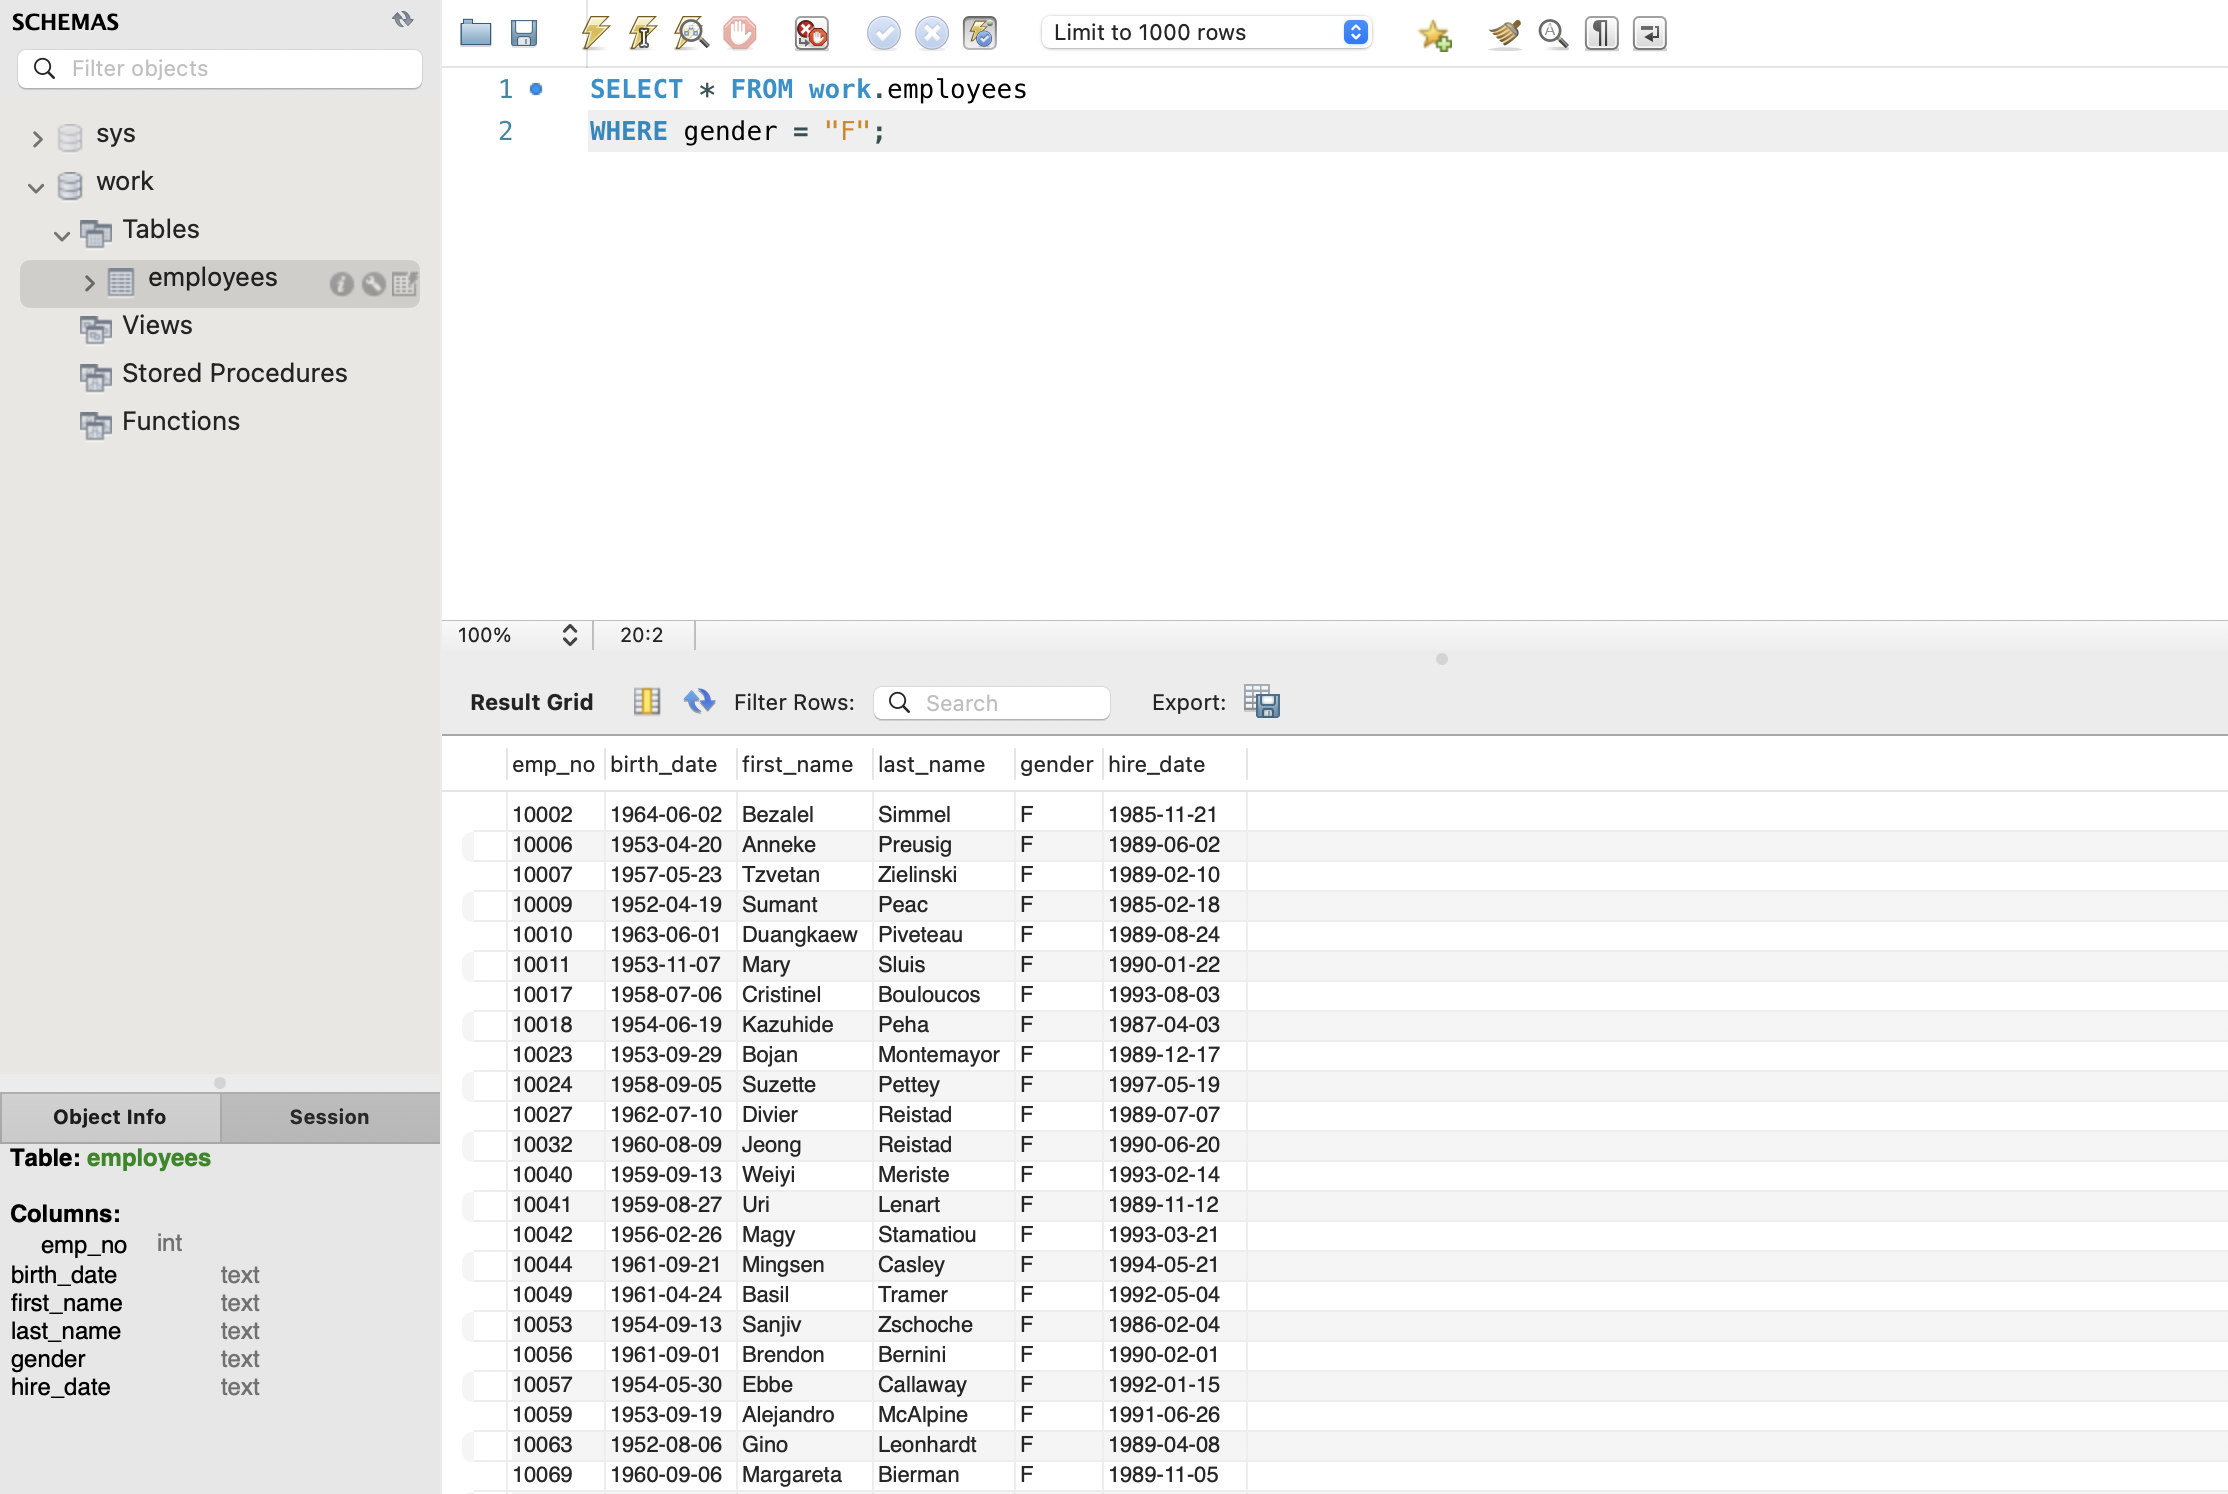 SCHEMAS
Filter objects
sys
work
Tables
employees
Views
Stored Procedures
Functions
Object Info Session
Table: employees
Columns:
emp_no int
birth_date text
first_name text
last_name text
gender text
hire_date text
Limit to 1000 rows
1 SELECT * FROM work.employees
2 WHERE gender = "F";
100% 20:2
Result Grid Filter Rows: Search Export:
emp_no birth_date first_name last_name gender hire_date
10002 1964-06-02 Bezalel Simmel F 1985-11-21
10006 1953-04-20 Anneke Preusig F 1989-06-02
10007 1957-05-23 Tzvetan Zielinski F 1989-02-10
10009 1952-04-19 Sumant Peac F 1985-02-18
10010 1963-06-01 Duangkaew Piveteau F 1989-08-24
10011 1953-11-07 Mary Sluis F 1990-01-22
10017 1958-07-06 Cristinel Bouloucos F 1993-08-03
10018 1954-06-19 Kazuhide Peha F 1987-04-03
10023 1953-09-29 Bojan Montemayor F 1989-12-17
10024 1958-09-05 Suzette Pettey F 1997-05-19
10027 1962-07-10 Divier Reistad F 1989-07-07
10032 1960-08-09 Jeong Reistad F 1990-06-20
10040 1959-09-13 Weiyi Meriste F 1993-02-14
10041 1959-08-27 Uri Lenart F 1989-11-12
10042 1956-02-26 Magy Stamatiou F 1993-03-21
10044 1961-09-21 Mingsen Casley F 1994-05-21
10049 1961-04-24 Basil Tramer F 1992-05-04
10053 1954-09-13 Sanjiv Zschoche F 1986-02-04
10056 1961-09-01 Brendon Bernini F 1990-02-01
10057 1954-05-30 Ebbe Callaway F 1992-01-15
10059 1953-09-19 Alejandro McAlpine F 1991-06-26
10063 1952-08-06 Gino Leonhardt F 1989-04-08
10069 1960-09-06 Margareta Bierman F 1989-11-05